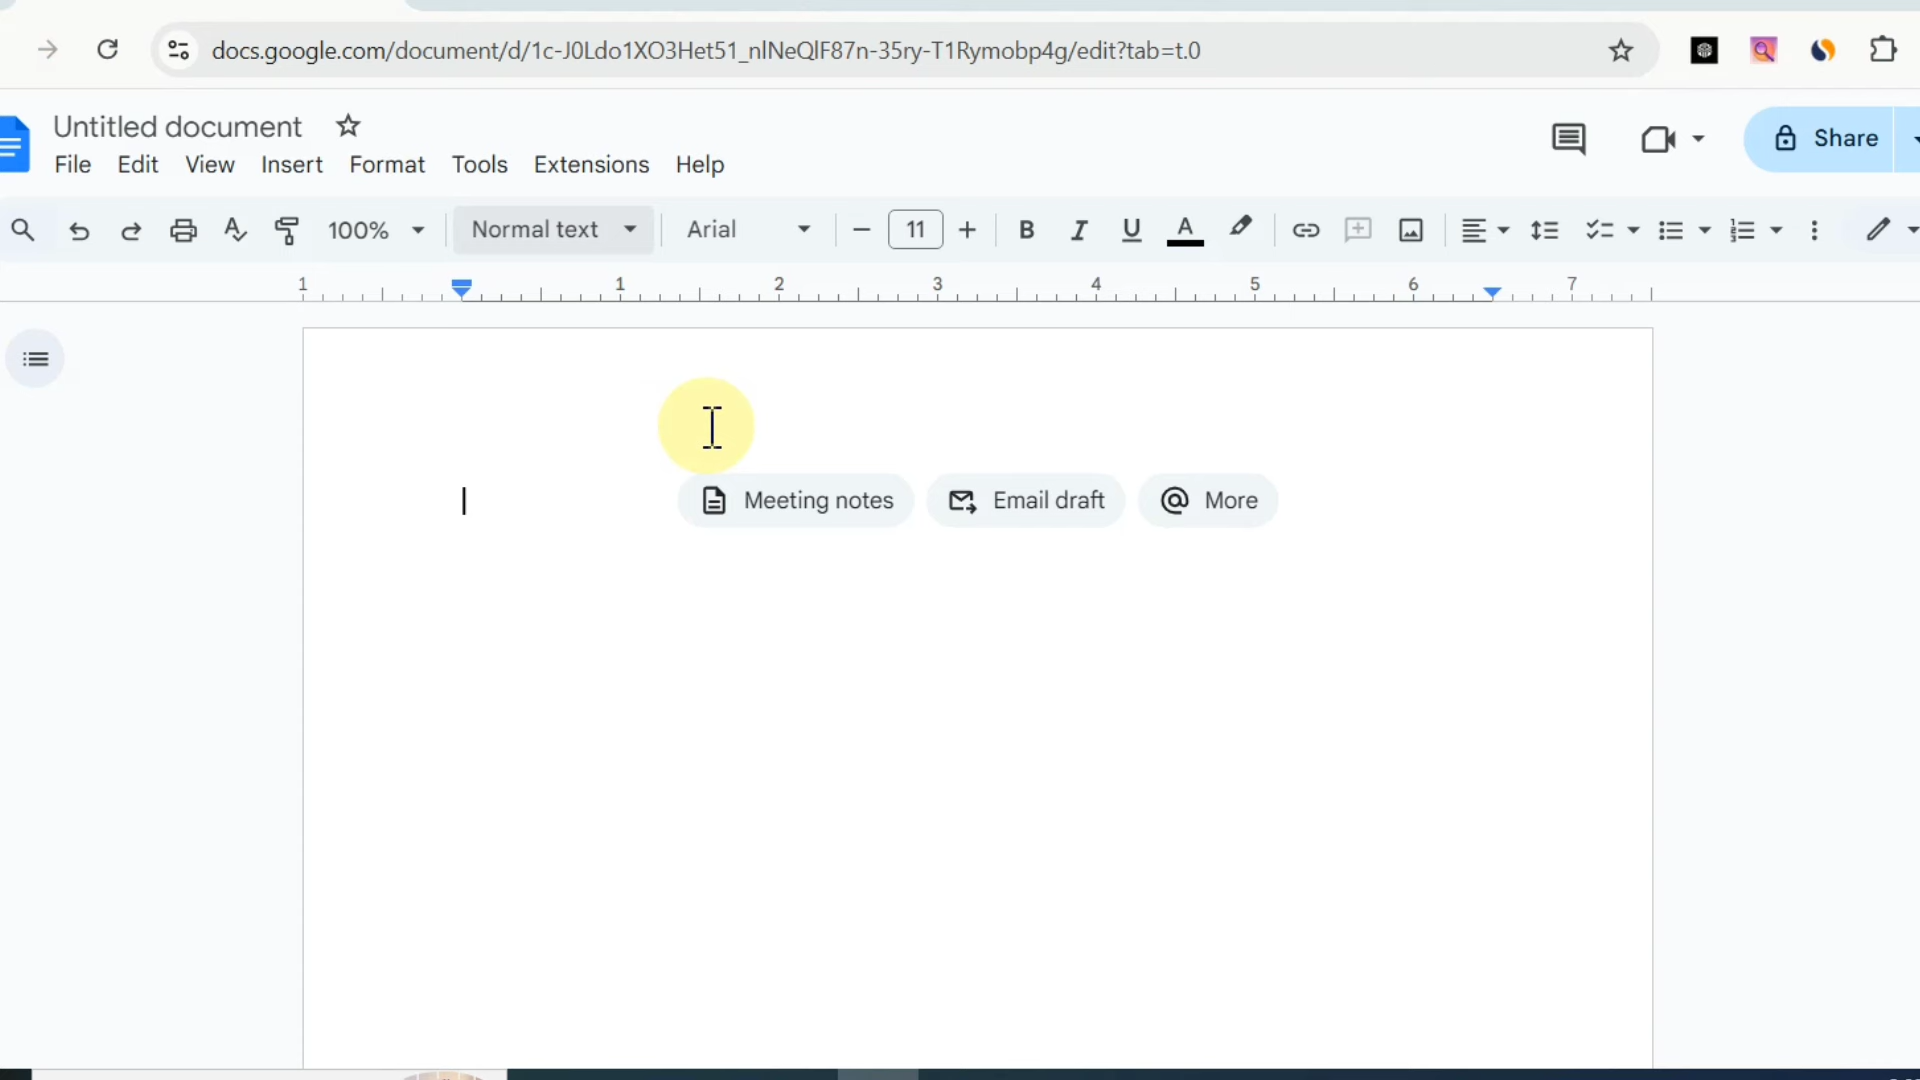 docs.google.com/document/d/1c-J0Ldo1XO3Het51_nlNeQlF87n-35ry-T1Rymobp4g/edit?tab=t.0
Untitled document
File Edit View Insert Format Tools Extensions Help
Share
100% Normal text Arial 11 B I U A
1 1 2 3 4 5 6 7
Meeting notes Email draft More